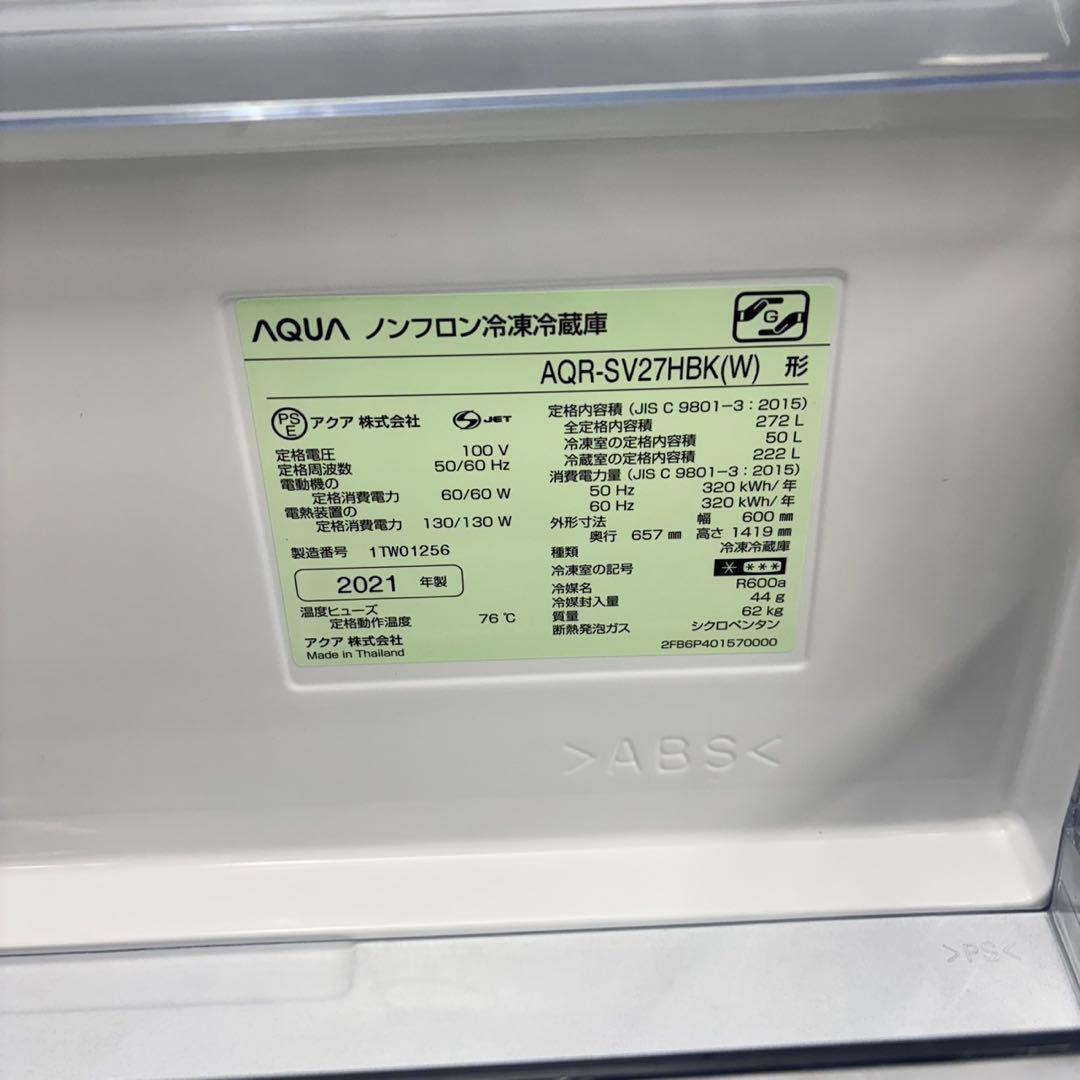 AQUA ノンフロン冷凍冷蔵庫
G
AQR-SV27HBK(W) 形
PS
E
アクア 株式会社
S JET
定格電圧 100 V
定格周波数 50/60 Hz
電動機の
定格消費電力 60/60 W
電熱装置の
定格消費電力 130/130 W
製造番号 1TW01256
2021 年製
温度ヒューズ
定格動作温度 76 ℃
アクア 株式会社
Made in Thailand
定格内容積 (JIS C 9801-3：2015)
全定格内容積 272 L
冷凍室の定格内容積 50 L
冷蔵室の定格内容積 222 L
消費電力量 (JIS C 9801-3：2015)
50 Hz 320 kWh/年
60 Hz 320 kWh/年
外形寸法 幅 600 ㎜
奥行 657 ㎜ 高さ 1419 ㎜
種類 冷凍冷蔵庫
冷凍室の記号 * ***
冷媒名 R600a
冷媒封入量 44 g
質量 62 kg
断熱発泡ガス シクロペンタン
2FB6P401570000
>ABS<
>PS<